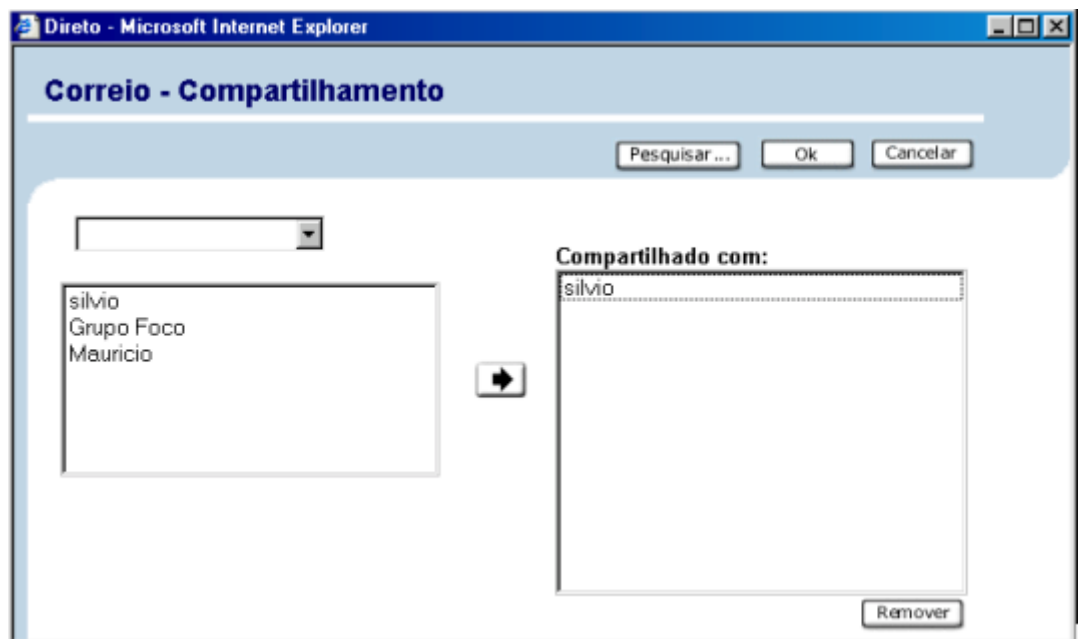 Direto - Microsoft Internet Explorer
Correio - Compartilhamento
Pesquisar... Ok Cancelar
Compartilhado com:
silvio
Grupo Foco
Mauricio
silvio
Remover